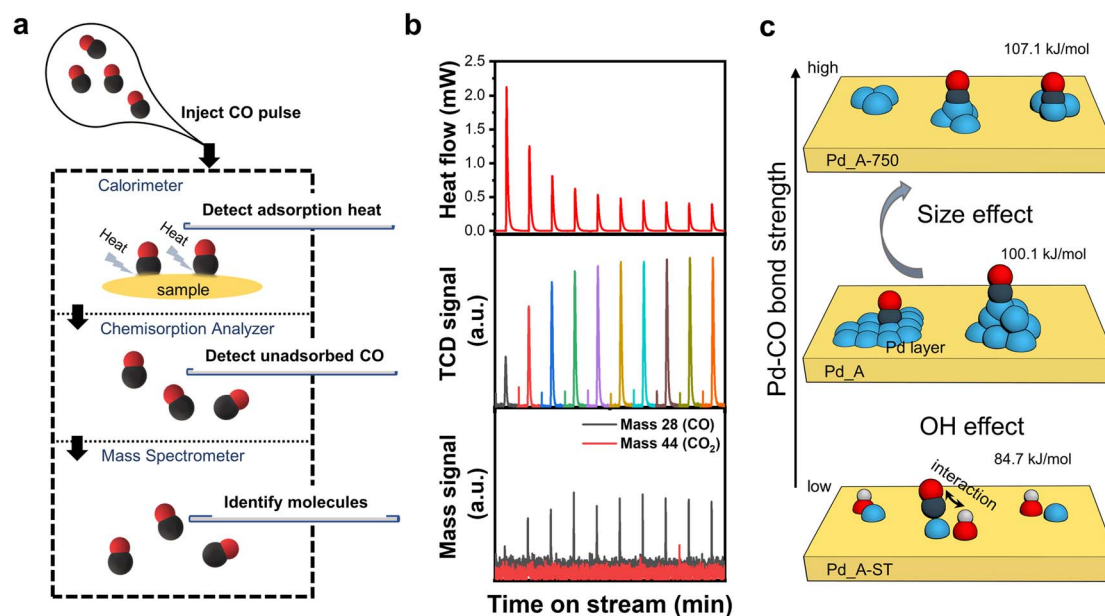 a
Inject CO pulse
Calorimeter
Detect adsorption heat
Heat
Heat
sample
Chemisorption Analyzer
Detect unadsorbed CO
Mass Spectrometer
Identify molecules
b
Heat flow (mW)
2.5
2.0
1.5
1.0
0.5
0.0
TCD signal
(a.u.)
Mass signal
(a.u.)
Mass 28 (CO)
Mass 44 (CO₂)
Time on stream (min)
c
Pd-CO bond strength
high
107.1 kJ/mol
Pd_A-750
Size effect
100.1 kJ/mol
Pd layer
Pd_A
OH effect
84.7 kJ/mol
low
interaction
Pd_A-ST